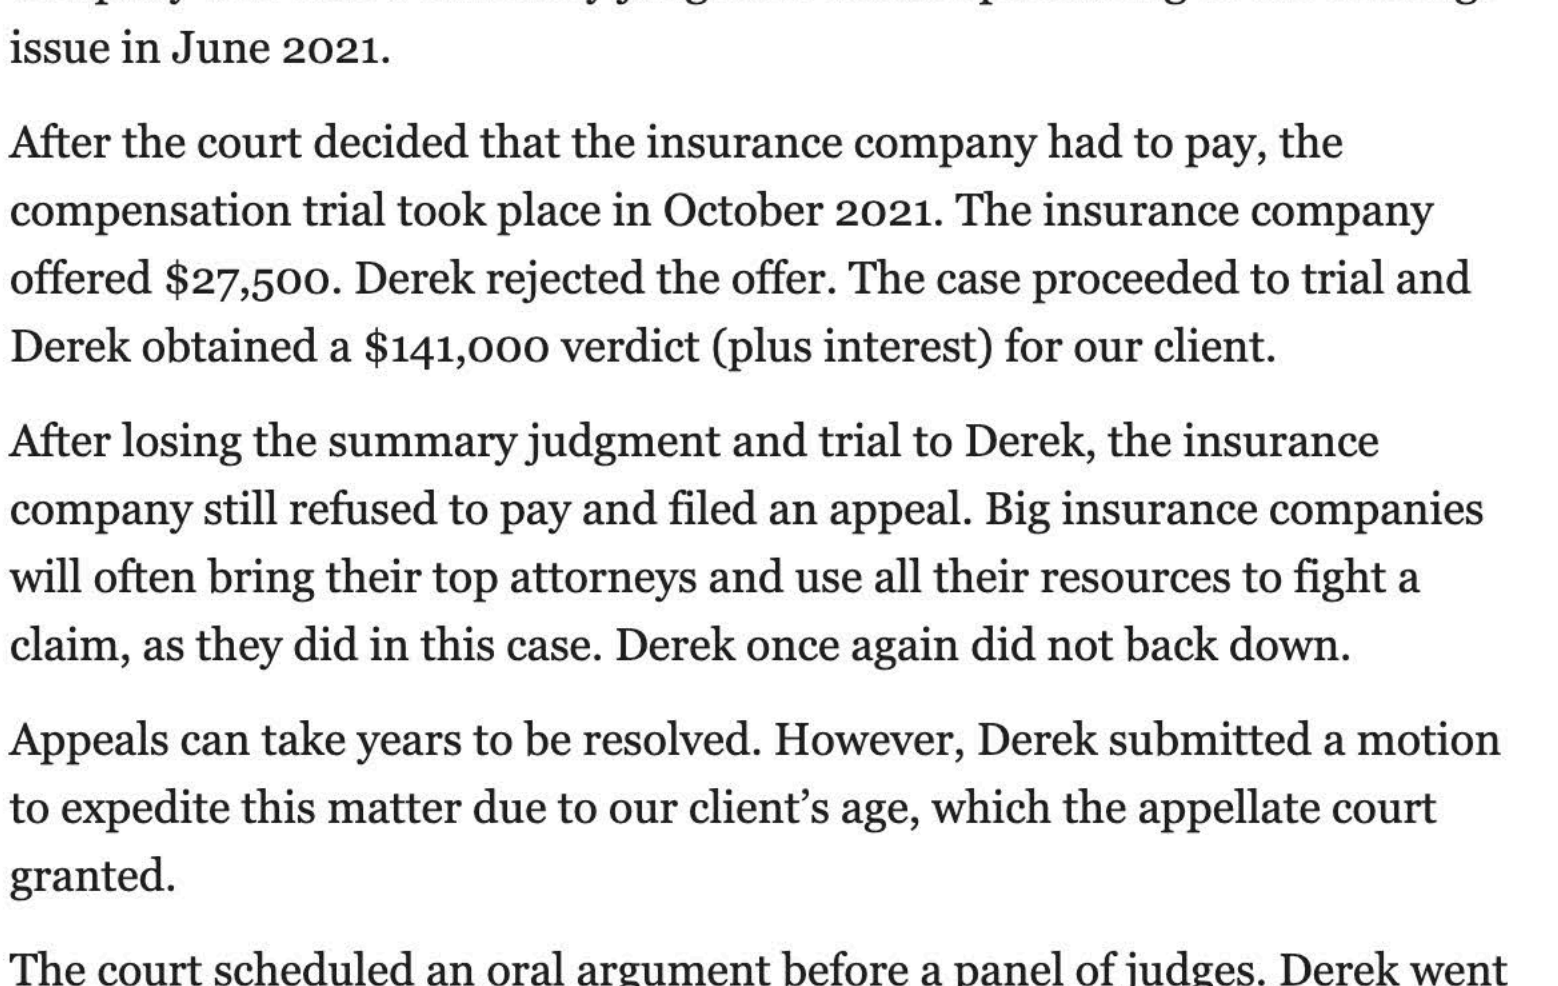 issue in June 2021.
After the court decided that the insurance company had to pay, the
compensation trial took place in October 2021. The insurance company
offered $27,500. Derek rejected the offer. The case proceeded to trial and
Derek obtained a $141,000 verdict (plus interest) for our client.
After losing the summary judgment and trial to Derek, the insurance
company still refused to pay and filed an appeal. Big insurance companies
will often bring their top attorneys and use all their resources to fight a
claim, as they did in this case. Derek once again did not back down.
Appeals can take years to be resolved. However, Derek submitted a motion
to expedite this matter due to our client’s age, which the appellate court
granted.
The court scheduled an oral argument before a panel of judges. Derek went